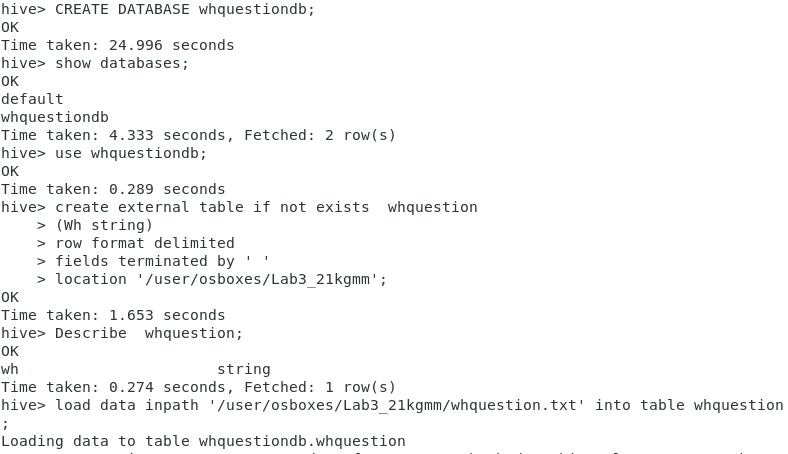 hive> CREATE DATABASE whquestiondb;
OK
Time taken: 24.996 seconds
hive> show databases;
OK
default
whquestiondb
Time taken: 4.333 seconds, Fetched: 2 row(s)
hive> use whquestiondb;
OK
Time taken: 0.289 seconds
hive> create external table if not exists  whquestion
    > (Wh string)
    > row format delimited
    > fields terminated by ' '
    > location '/user/osboxes/Lab3_21kgmm';
OK
Time taken: 1.653 seconds
hive> Describe  whquestion;
OK
wh                      string
Time taken: 0.274 seconds, Fetched: 1 row(s)
hive> load data inpath '/user/osboxes/Lab3_21kgmm/whquestion.txt' into table whquestion
;
Loading data to table whquestiondb.whquestion